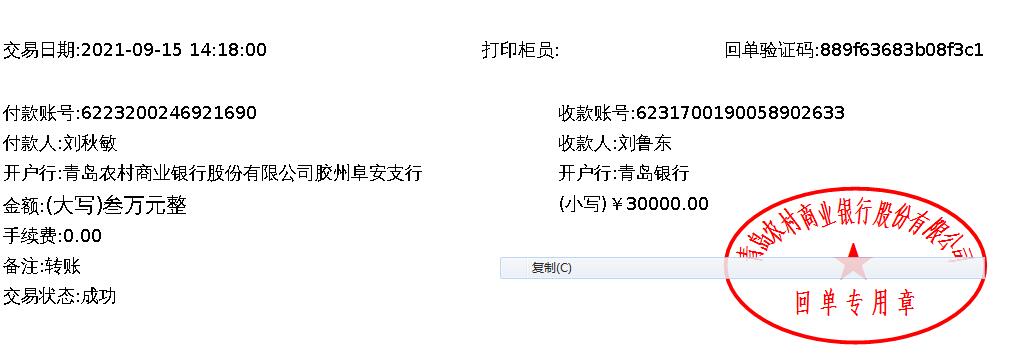 交易日期:2021-09-15 14:18:00 打印柜员: 回单验证码:889f63683b08f3c1
付款账号:6223200246921690 收款账号:6231700190058902633
付款人:刘秋敏 收款人:刘鲁东
开户行:青岛农村商业银行股份有限公司胶州阜安支行 开户行:青岛银行
金额:(大写)叁万元整 (小写)￥30000.00
手续费:0.00
备注:转账
交易状态:成功
青岛农村商业银行股份有限公司
复制(C)
回单专用章